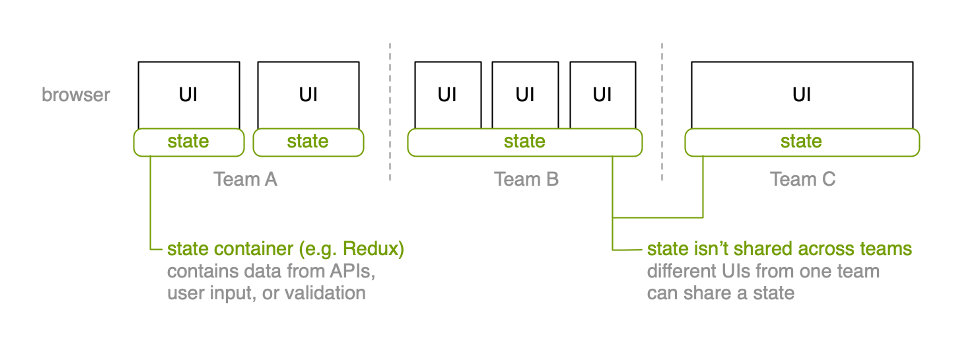 browser
UI
UI
UI
UI
UI
UI
state
state
state
state
Team A
Team B
Team C
state container (e.g. Redux)
contains data from APIs,
user input, or validation
state isn’t shared across teams
different UIs from one team
can share a state